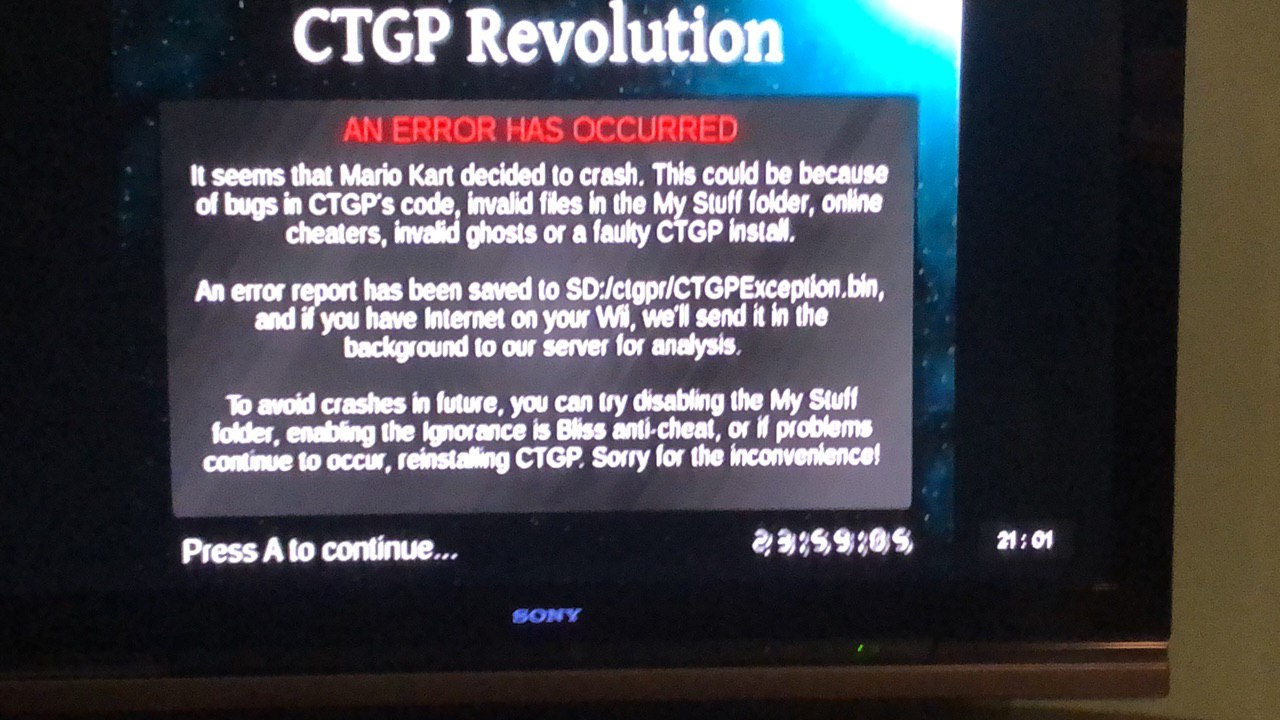 CTGP Revolution
AN ERROR HAS OCCURRED
It seems that Mario Kart decided to crash. This could be because
of bugs in CTGP's code, invalid files in the My Stuff folder, online
cheaters, invalid ghosts or a faulty CTGP install.
An error report has been saved to SD:/ctgpr/CTGPException.bin,
and if you have Internet on your Wii, we'll send it in the
background to our server for analysis.
To avoid crashes in future, you can try disabling the My Stuff
folder, enabling the Ignorance is Bliss anti-cheat, or if problems
continue to occur, reinstalling CTGP. Sorry for the inconvenience!
Press A to continue... 23:59:05 21:01
SONY